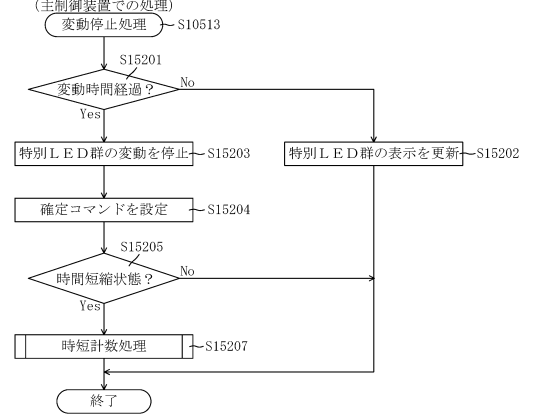 (主制御装置での処理)
変動停止処理 S10513
S15201
変動時間経過? No
Yes
特別LED群の変動を停止 S15203
特別LED群の表示を更新 S15202
確定コマンドを設定 S15204
S15205
時間短縮状態? No
Yes
時短計数処理 S15207
終了